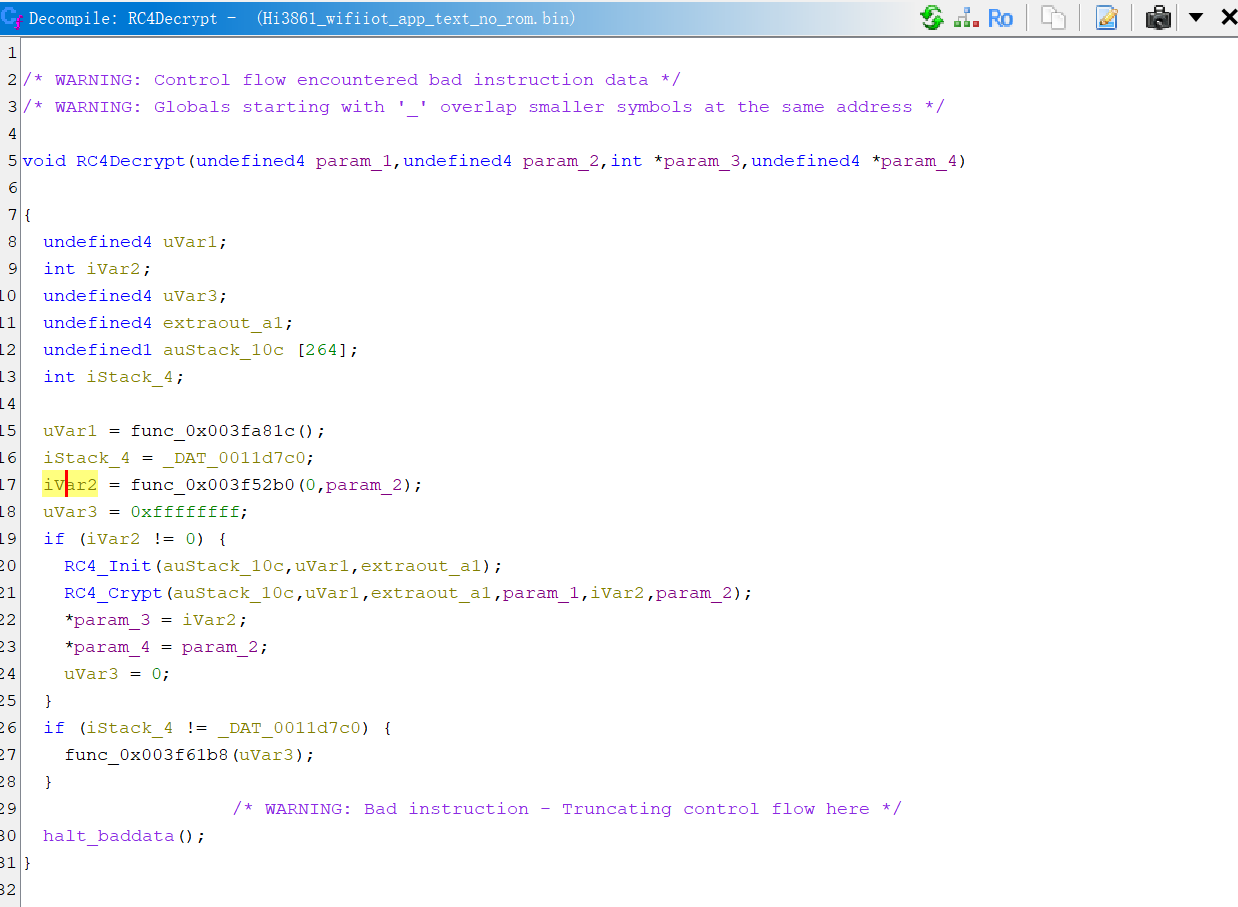 Decompile: RC4Decrypt - (Hi3861_wifiiot_app_text_no_rom.bin)
Ro
1
2 /* WARNING: Control flow encountered bad instruction data */
3 /* WARNING: Globals starting with '_' overlap smaller symbols at the same address */
4
5 void RC4Decrypt(undefined4 param_1,undefined4 param_2,int *param_3,undefined4 *param_4)
6
7 {
8 undefined4 uVar1;
9 int iVar2;
10 undefined4 uVar3;
11 undefined4 extraout_a1;
12 undefined1 auStack_10c [264];
13 int iStack_4;
14
15 uVar1 = func_0x003fa81c();
16 iStack_4 = _DAT_0011d7c0;
17 iVar2 = func_0x003f52b0(0,param_2);
18 uVar3 = 0xffffffff;
19 if (iVar2 != 0) {
20 RC4_Init(auStack_10c,uVar1,extraout_a1);
21 RC4_Crypt(auStack_10c,uVar1,extraout_a1,param_1,iVar2,param_2);
22 *param_3 = iVar2;
23 *param_4 = param_2;
24 uVar3 = 0;
25 }
26 if (iStack_4 != _DAT_0011d7c0) {
27 func_0x003f61b8(uVar3);
28 }
29 /* WARNING: Bad instruction - Truncating control flow here */
30 halt_baddata();
31 }
32